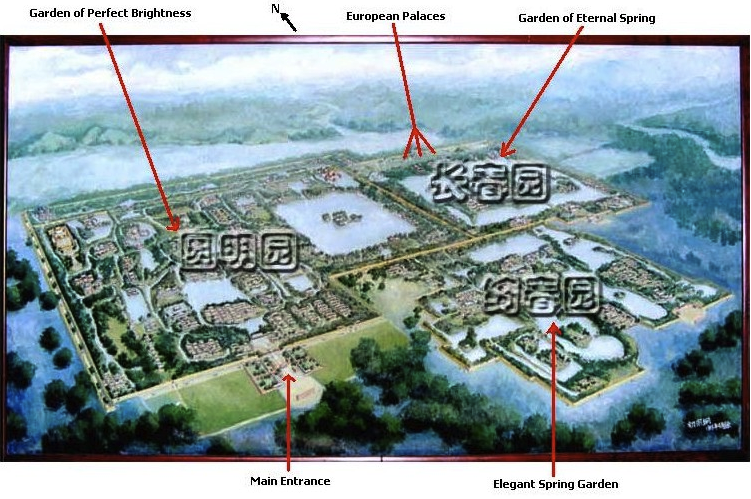 Garden of Perfect Brightness
N
European Palaces
Garden of Eternal Spring
长春园
圆明园
绮春园
Main Entrance
Elegant Spring Garden